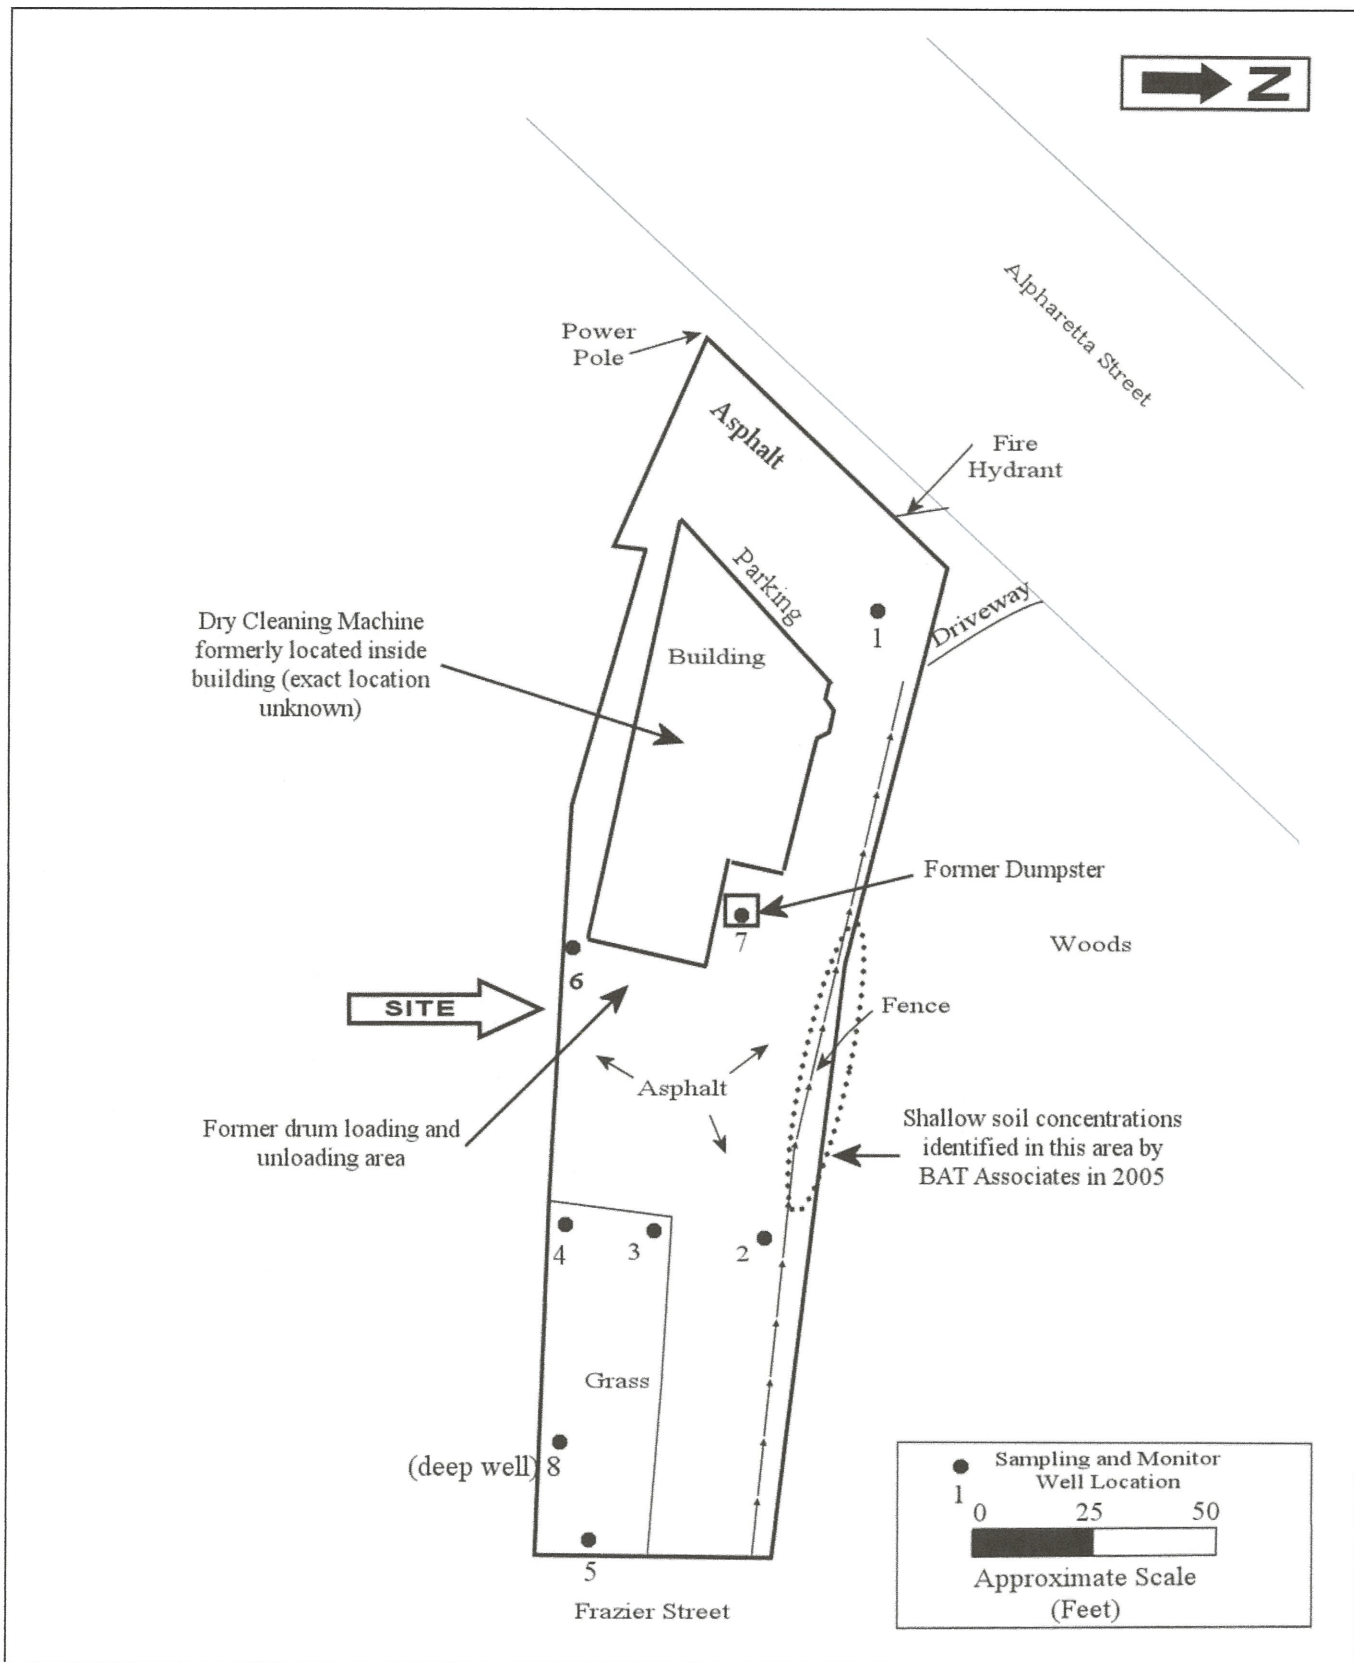 N
Alpharetta Street
Power
Pole
Asphalt
Fire
Hydrant
Parking
Driveway
1
Dry Cleaning Machine
formerly located inside
building (exact location
unknown)
Building
Former Dumpster
7
Woods
6
SITE
Fence
Asphalt
Former drum loading and
unloading area
Shallow soil concentrations
identified in this area by
BAT Associates in 2005
4
3
2
Grass
(deep well) 8
5
Frazier Street
Sampling and Monitor
Well Location
1
0 25 50
Approximate Scale
(Feet)